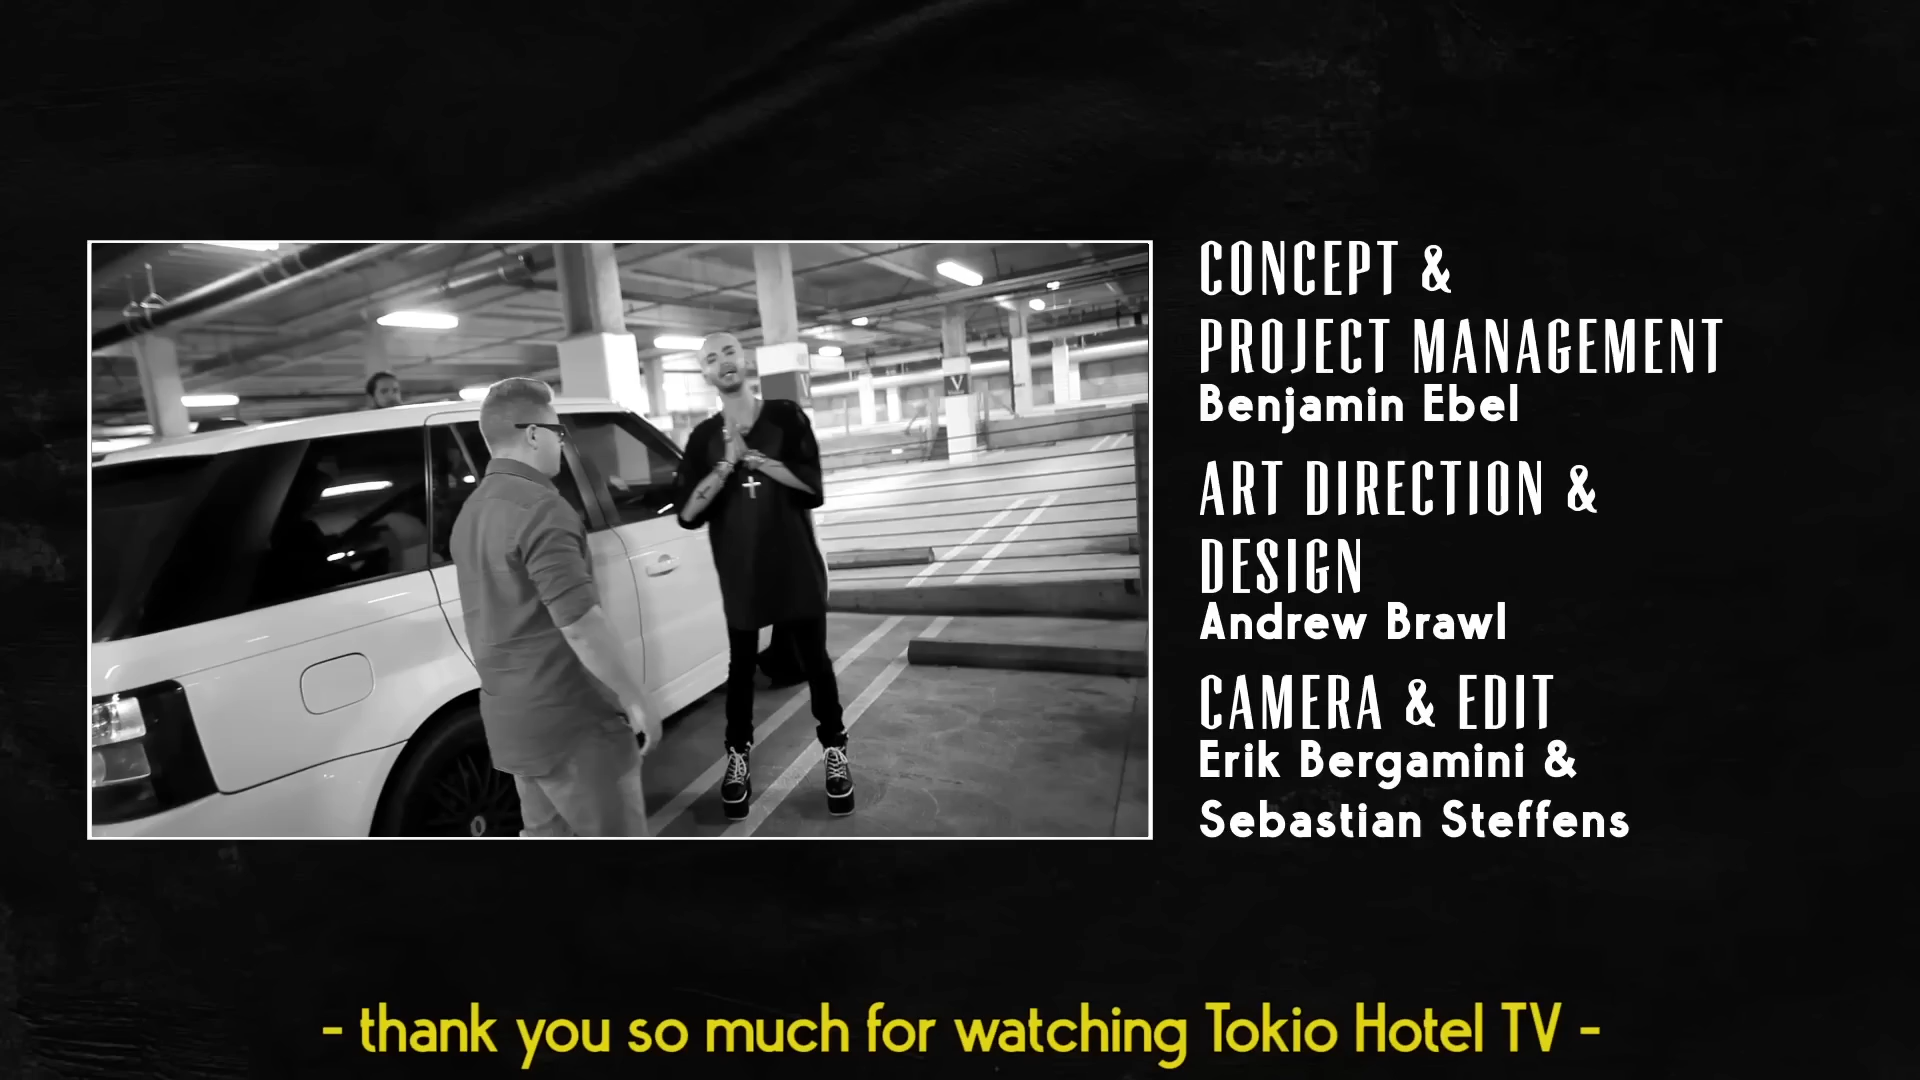 CONCEPT &
PROJECT MANAGEMENT
Benjamin Ebel
ART DIRECTION &
DESIGN
Andrew Brawl
CAMERA & EDIT
Erik Bergamini &
Sebastian Steffens
V
- thank you so much for watching Tokio Hotel TV -